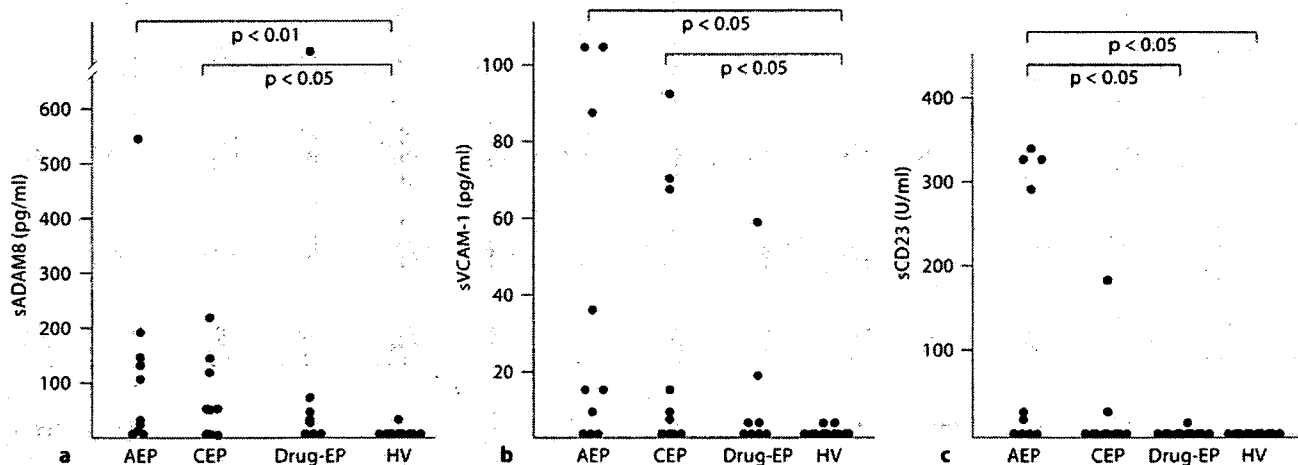 p < 0.01
p < 0.05
600
500
400
300
200
100
sADAM8 (pg/ml)
a
AEP
CEP
Drug-EP
HV
p < 0.05
p < 0.05
100
80
60
40
20
sVCAM-1 (pg/ml)
b
AEP
CEP
Drug-EP
HV
p < 0.05
p < 0.05
400
300
200
100
sCD23 (U/ml)
c
AEP
CEP
Drug-EP
HV